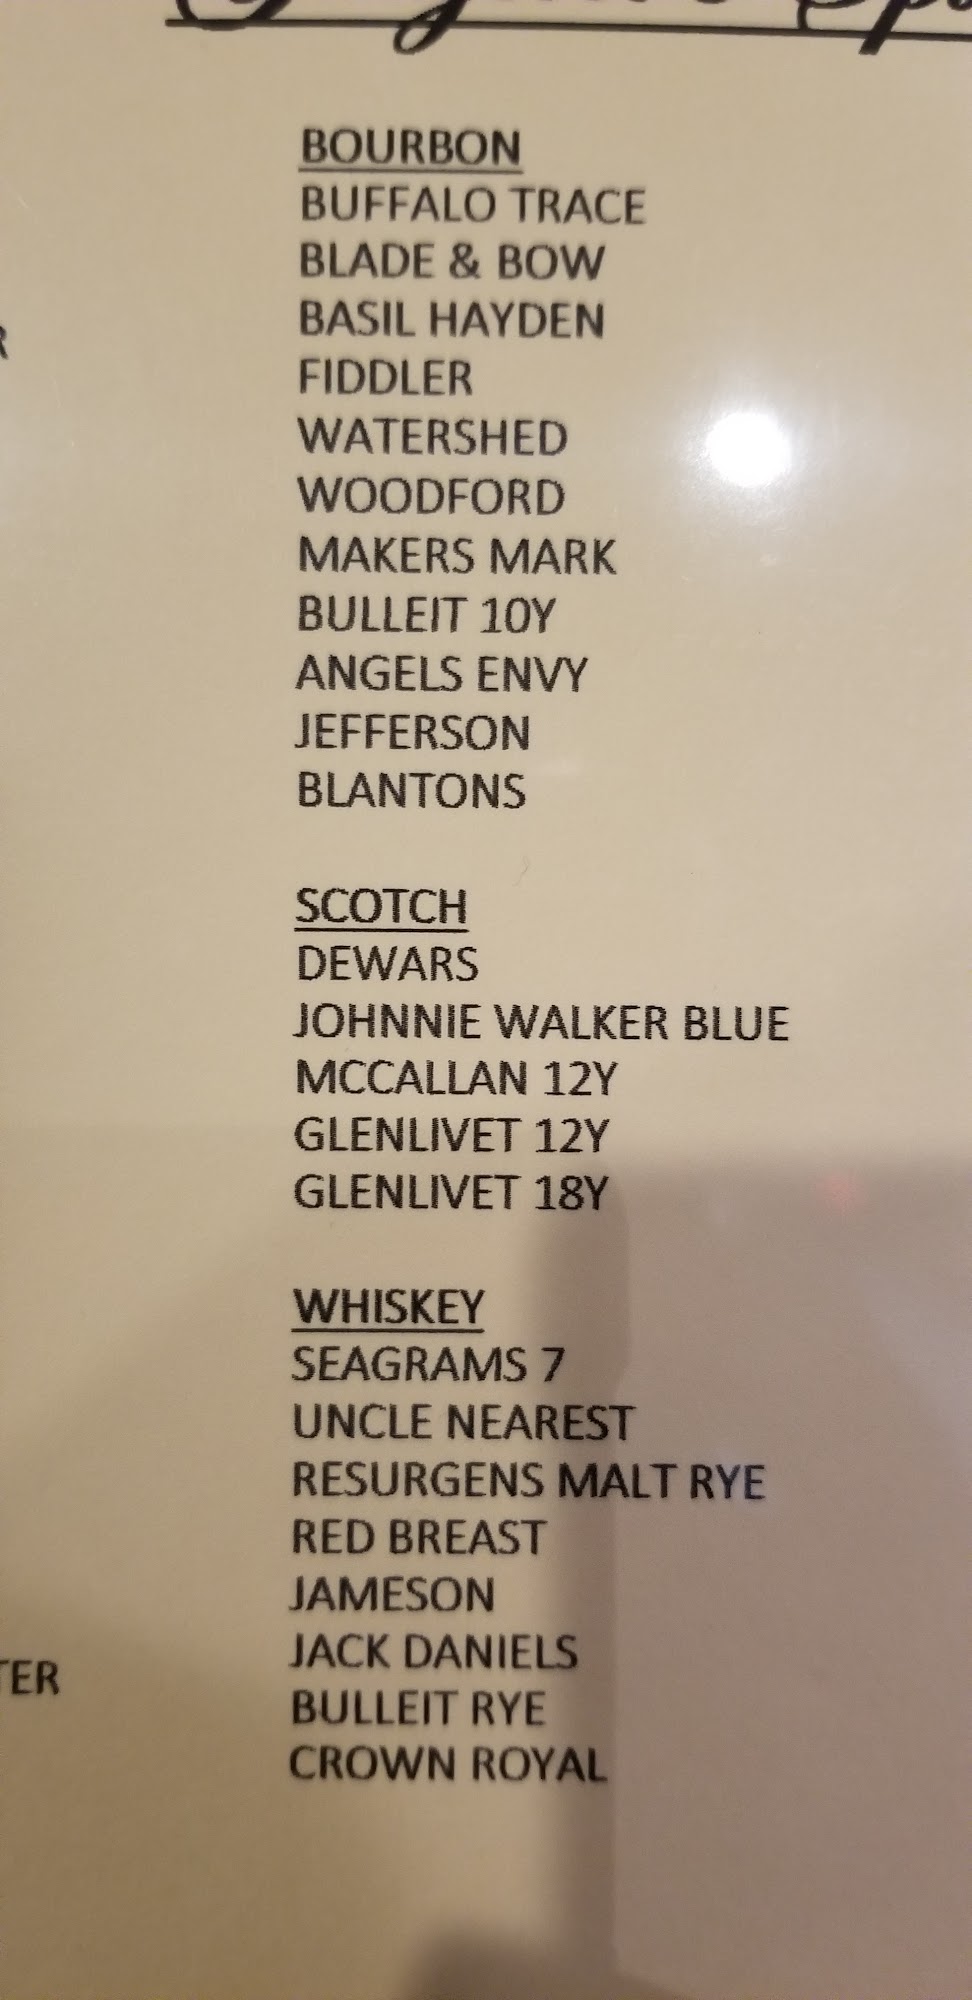 BOURBON
BUFFALO TRACE
BLADE & BOW
BASIL HAYDEN
FIDDLER
WATERSHED
WOODFORD
MAKERS MARK
BULLEIT 10Y
ANGELS ENVY
JEFFERSON
BLANTONS
SCOTCH
DEWARS
JOHNNIE WALKER BLUE
MCCALLAN 12Y
GLENLIVET 12Y
GLENLIVET 18Y
WHISKEY
SEAGRAMS 7
UNCLE NEAREST
RESURGENS MALT RYE
RED BREAST
JAMESON
JACK DANIELS
TER
BULLEIT RYE
CROWN ROYAL